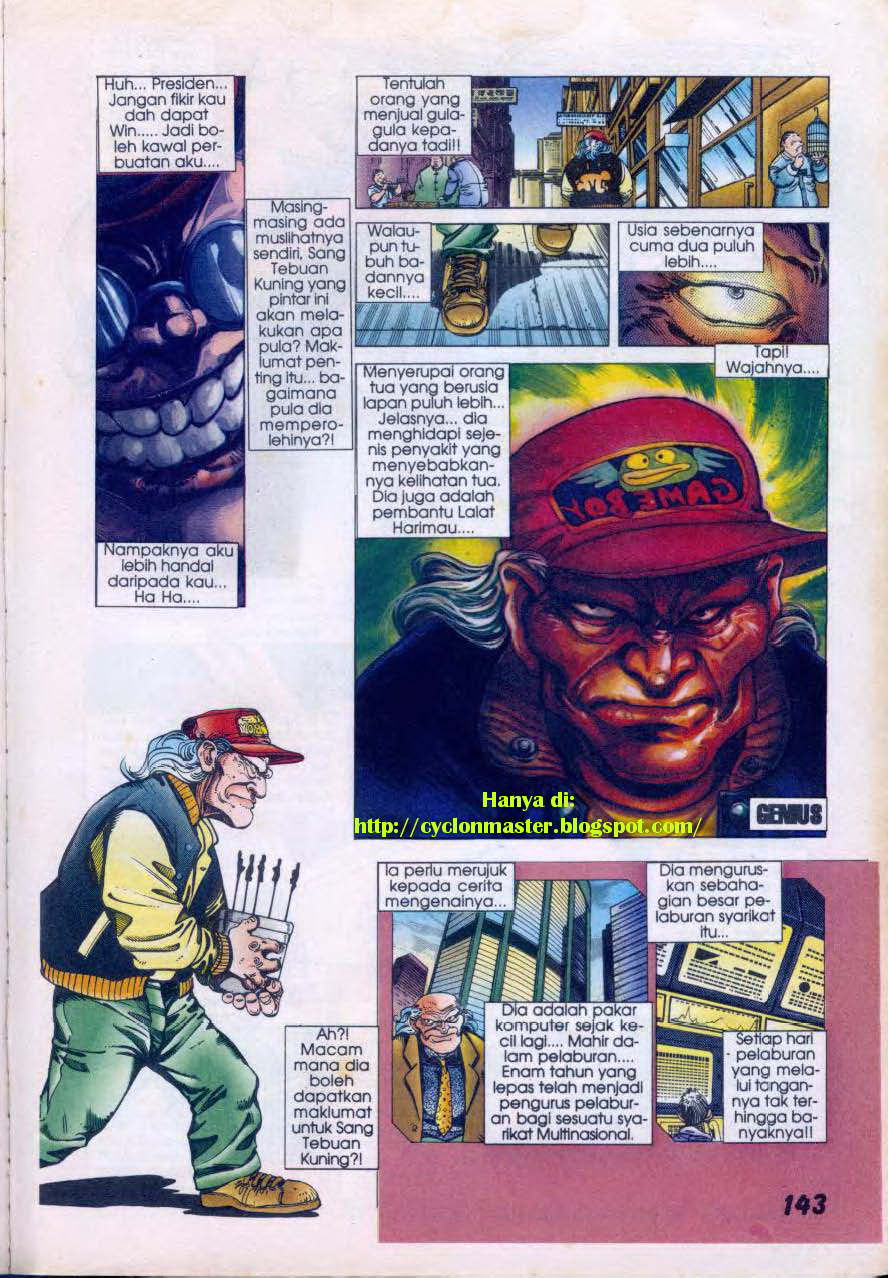 Huh... Presiden...
Jangan fikir kau
dah dapat
Win..... Jadi bo-
leh kawal per-
buatan aku....
Masing-
masing ada
muslihatnya
sendiri, Sang
Tebuan
Kuning yang
pintar ini
akan mela-
kukan apa
pula? Mak-
lumat pen-
ting itu... ba-
gaimana
pula dia
mempero-
lehinya?!
Nampaknya aku
lebih handal
daripada kau...
Ha Ha....
Tentulah
orang yang
menjual gula-
gula kepa-
danya tadi!!
Walau-
pun tu-
buh ba-
dannya
kecil....
Usia sebenarnya
cuma dua puluh
lebih....
Tapi!
Wajahnya....
Menyerupai orang
tua yang berusia
lapan puluh lebih...
Jelasnya... dia
menghidapi seje-
nis penyakit yang
menyebabkan-
nya kelihatan tua.
Dia juga adalah
pembantu Lalat
Harimau....
GAME BOY
GENIUS
Hanya di:
http://cyclonmaster.blogspot.com/
Ah?!
Macam
mana dia
boleh
dapatkan
maklumat
untuk Sang
Tebuan
Kuning?!
Ia perlu merujuk
kepada cerita
mengenainya...
Dia adalah pakar
komputer sejak ke-
cil lagi.... Mahir da-
lam pelaburan....
Enam tahun yang
lepas telah menjadi
pengurus pelabur-
an bagi sesuatu sya-
rikat Multinasional.
Dia mengurus-
kan sebaha-
gian besar pe-
laburan syarikat
itu...
Setiap hari
pelaburan
yang mela-
lui tangan-
nya tak ter-
hingga ba-
nyaknya!!
143